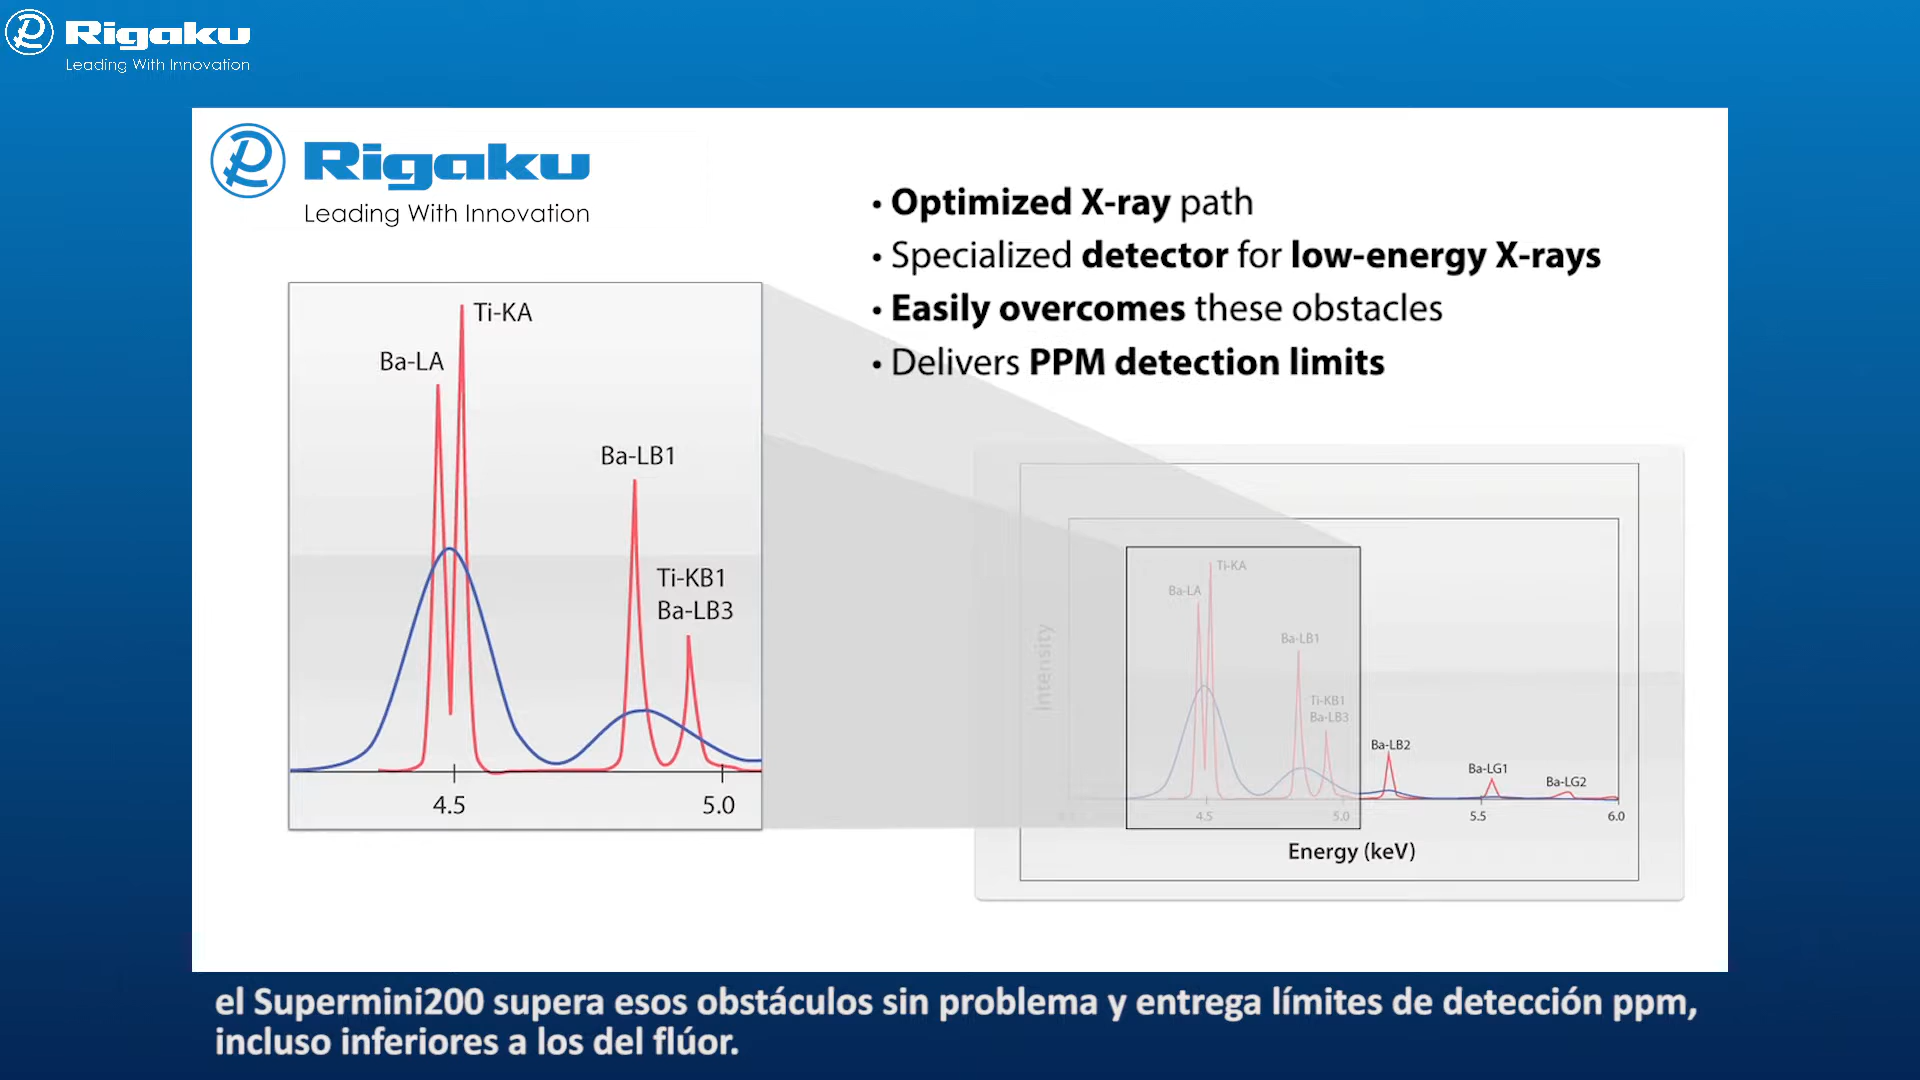 Rigaku
Leading With Innovation
Rigaku
Leading With Innovation
• Optimized X-ray path
• Specialized detector for low-energy X-rays
• Easily overcomes these obstacles
• Delivers PPM detection limits
Ti-KA
Ba-LA
Ba-LB1
Ti-KB1
Ba-LB3
4.5
5.0
Intensity
Ti-KA
Ba-LA
Ba-LB1
Ti-KB1
Ba-LB3
Ba-LB2
Ba-LG1
Ba-LG2
4.5
5.0
5.5
6.0
Energy (keV)
el Supermini200 supera esos obstáculos sin problema y entrega límites de detección ppm,
incluso inferiores a los del flúor.